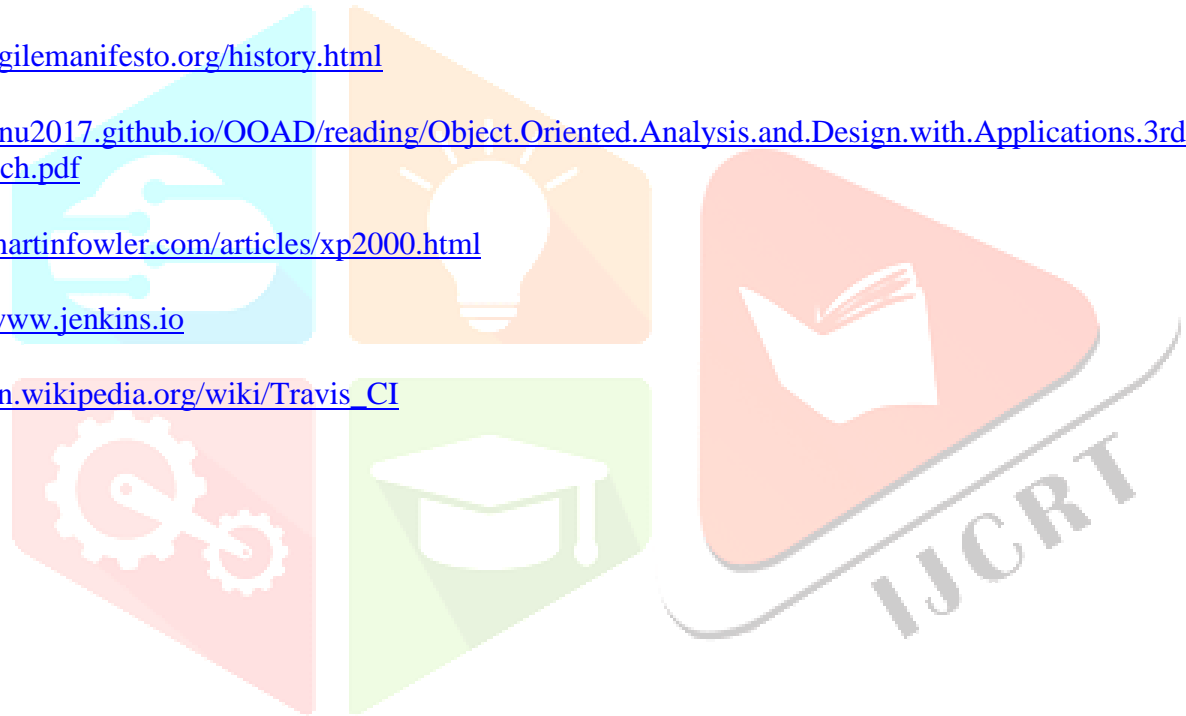 gilemanifesto.org/history.html
nu2017.github.io/OOAD/reading/Object.Oriented.Analysis.and.Design.with.Applications.3rd
ch.pdf
martinfowler.com/articles/xp2000.html
www.jenkins.io
n.wikipedia.org/wiki/Travis_CI
IJCRT